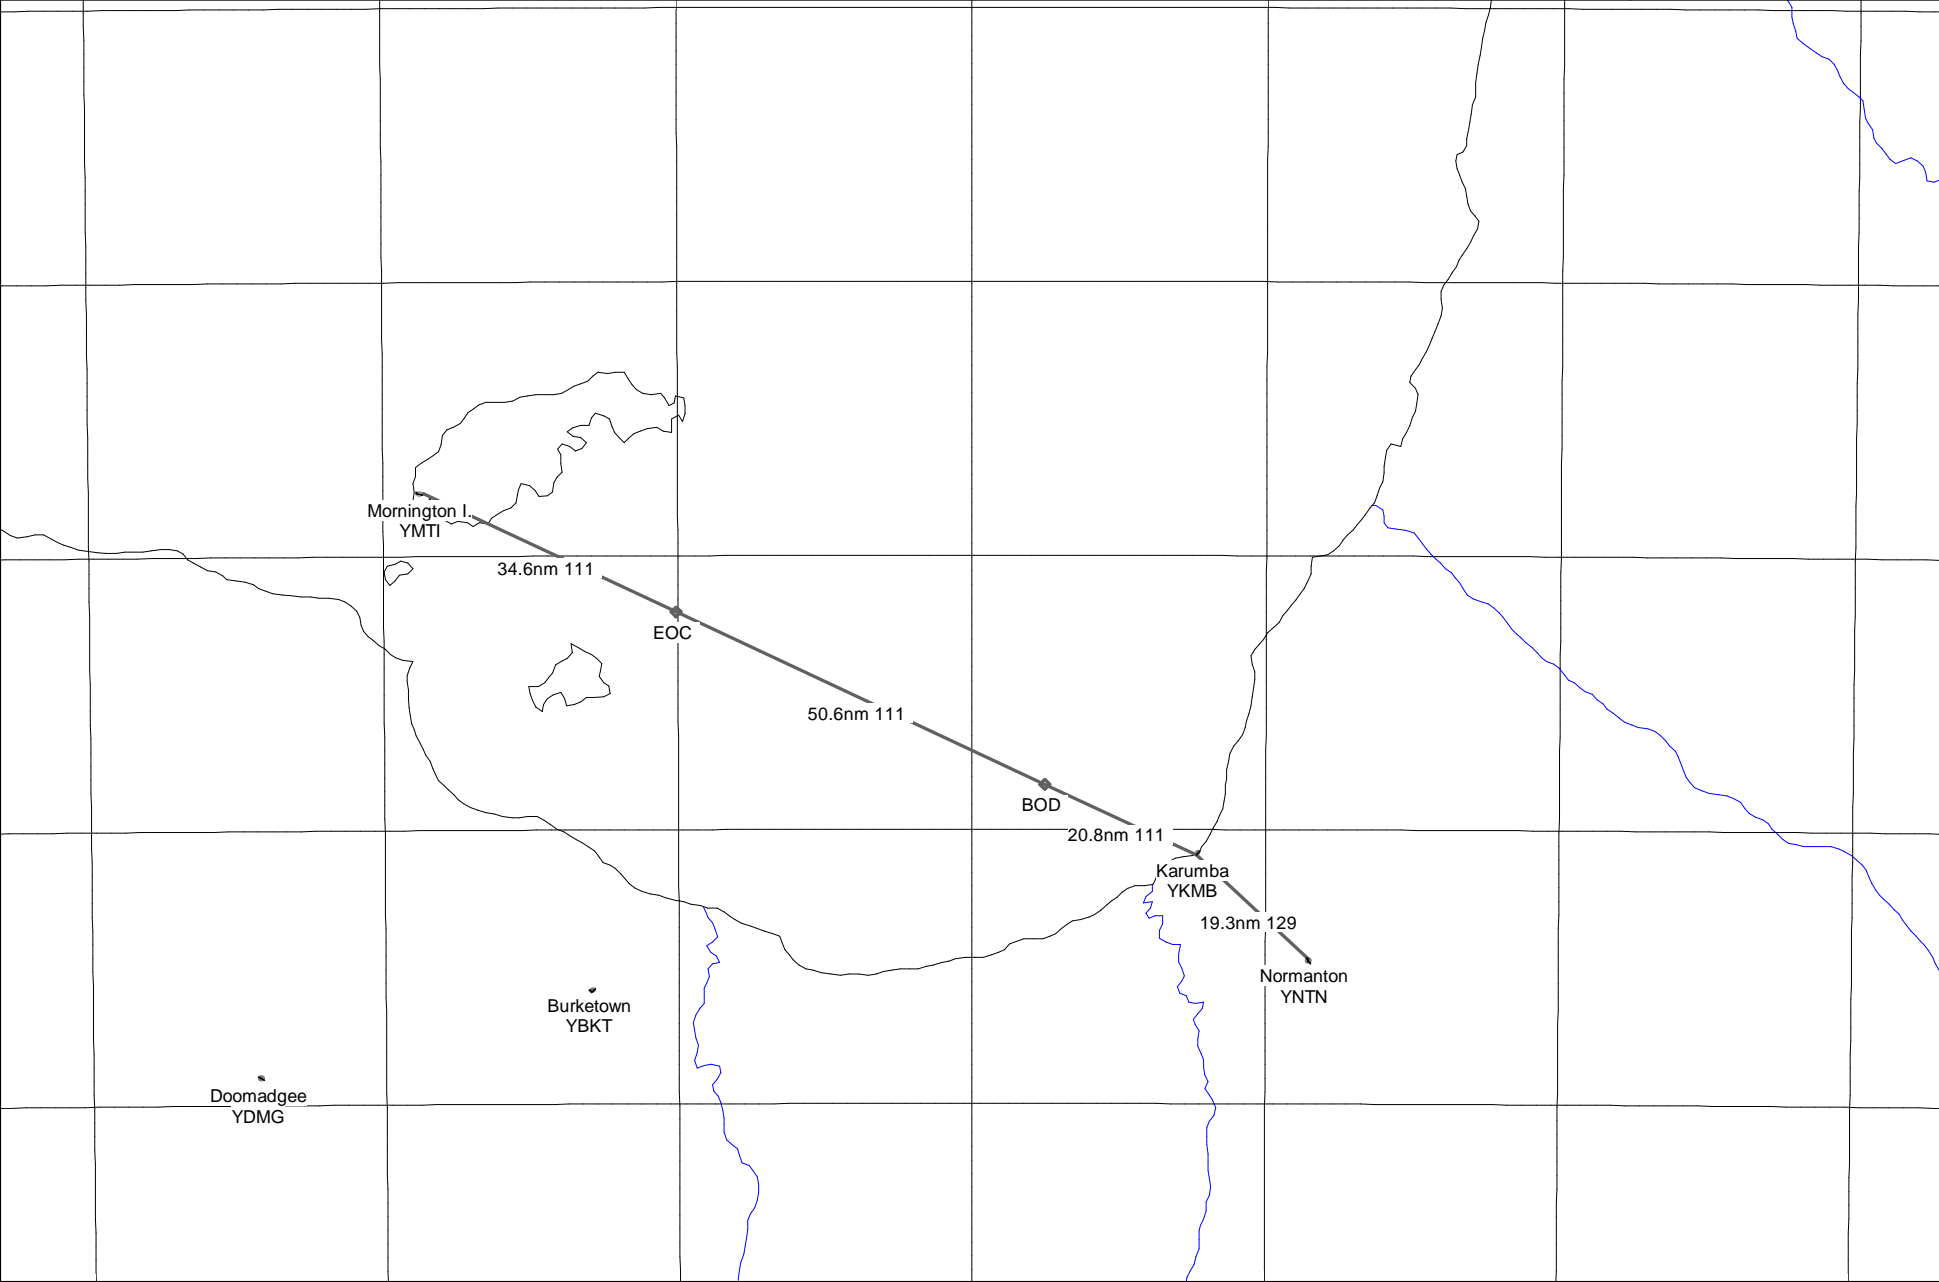 Mornington I.
YMTI
34.6nm 111
EOC
50.6nm 111
BOD
20.8nm 111
Karumba
YKMB
19.3nm 129
Normanton
YNTN
Burketown
YBKT
Doomadgee
YDMG